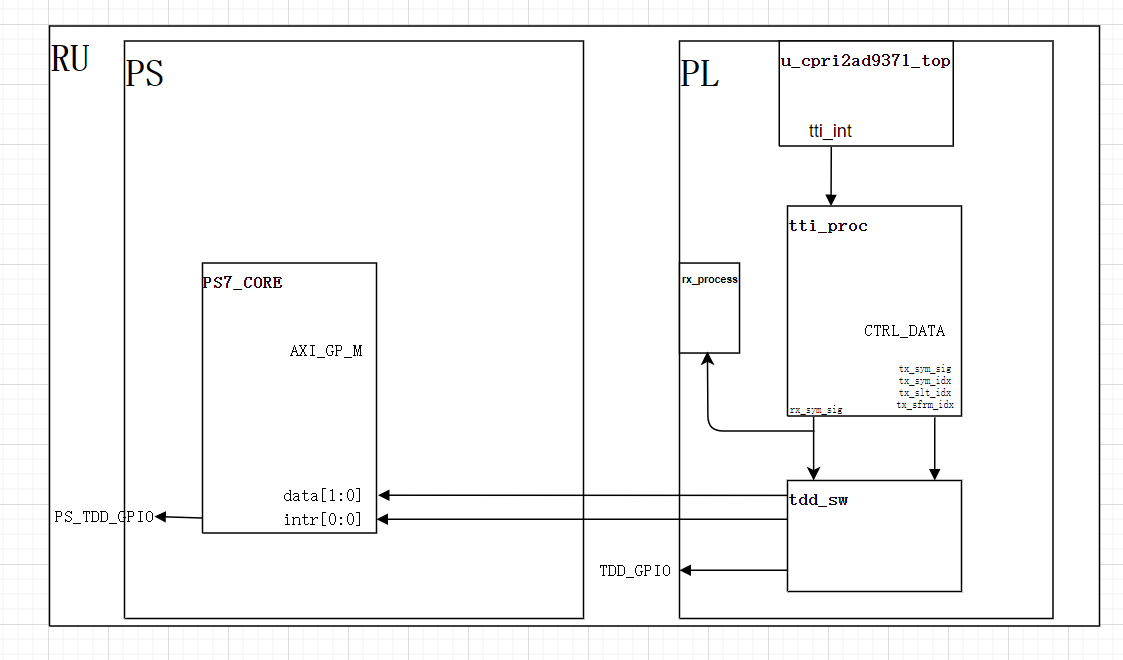 RU
PS
PL
u_cpri2ad9371_top
tti_int
tti_proc
rx_process
PS7_CORE
CTRL_DATA
AXI_GP_M
tx_sym_sig
tx_sym_idx
tx_slt_idx
tx_sfrm_idx
rx_sym_sig
data[1:0]
tdd_sw
intr[0:0]
PS_TDD_GPIO
TDD_GPIO